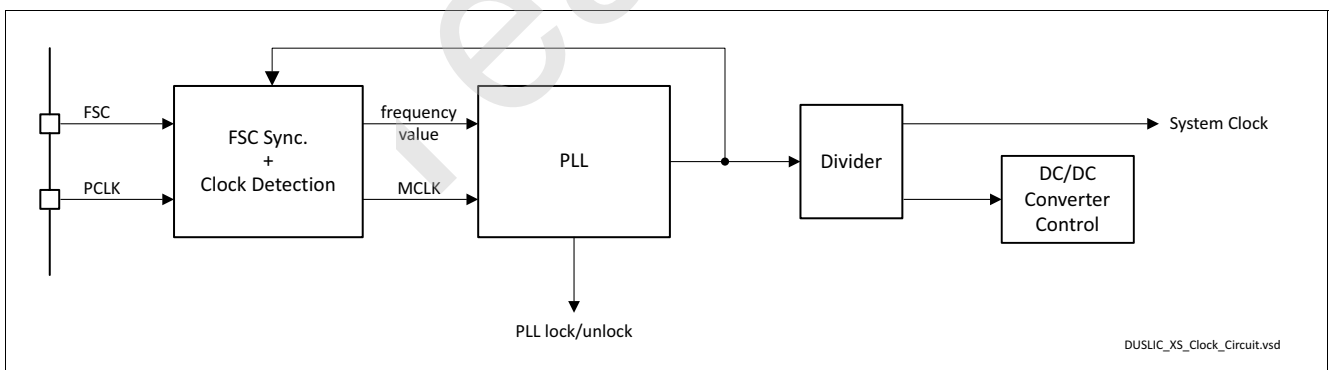 FSC
PCLK
FSC Sync.
+
Clock Detection
frequency
value
MCLK
PLL
PLL lock/unlock
Divider
System Clock
DC/DC
Converter
Control
DUSLIC_XS_Clock_Circuit.vsd